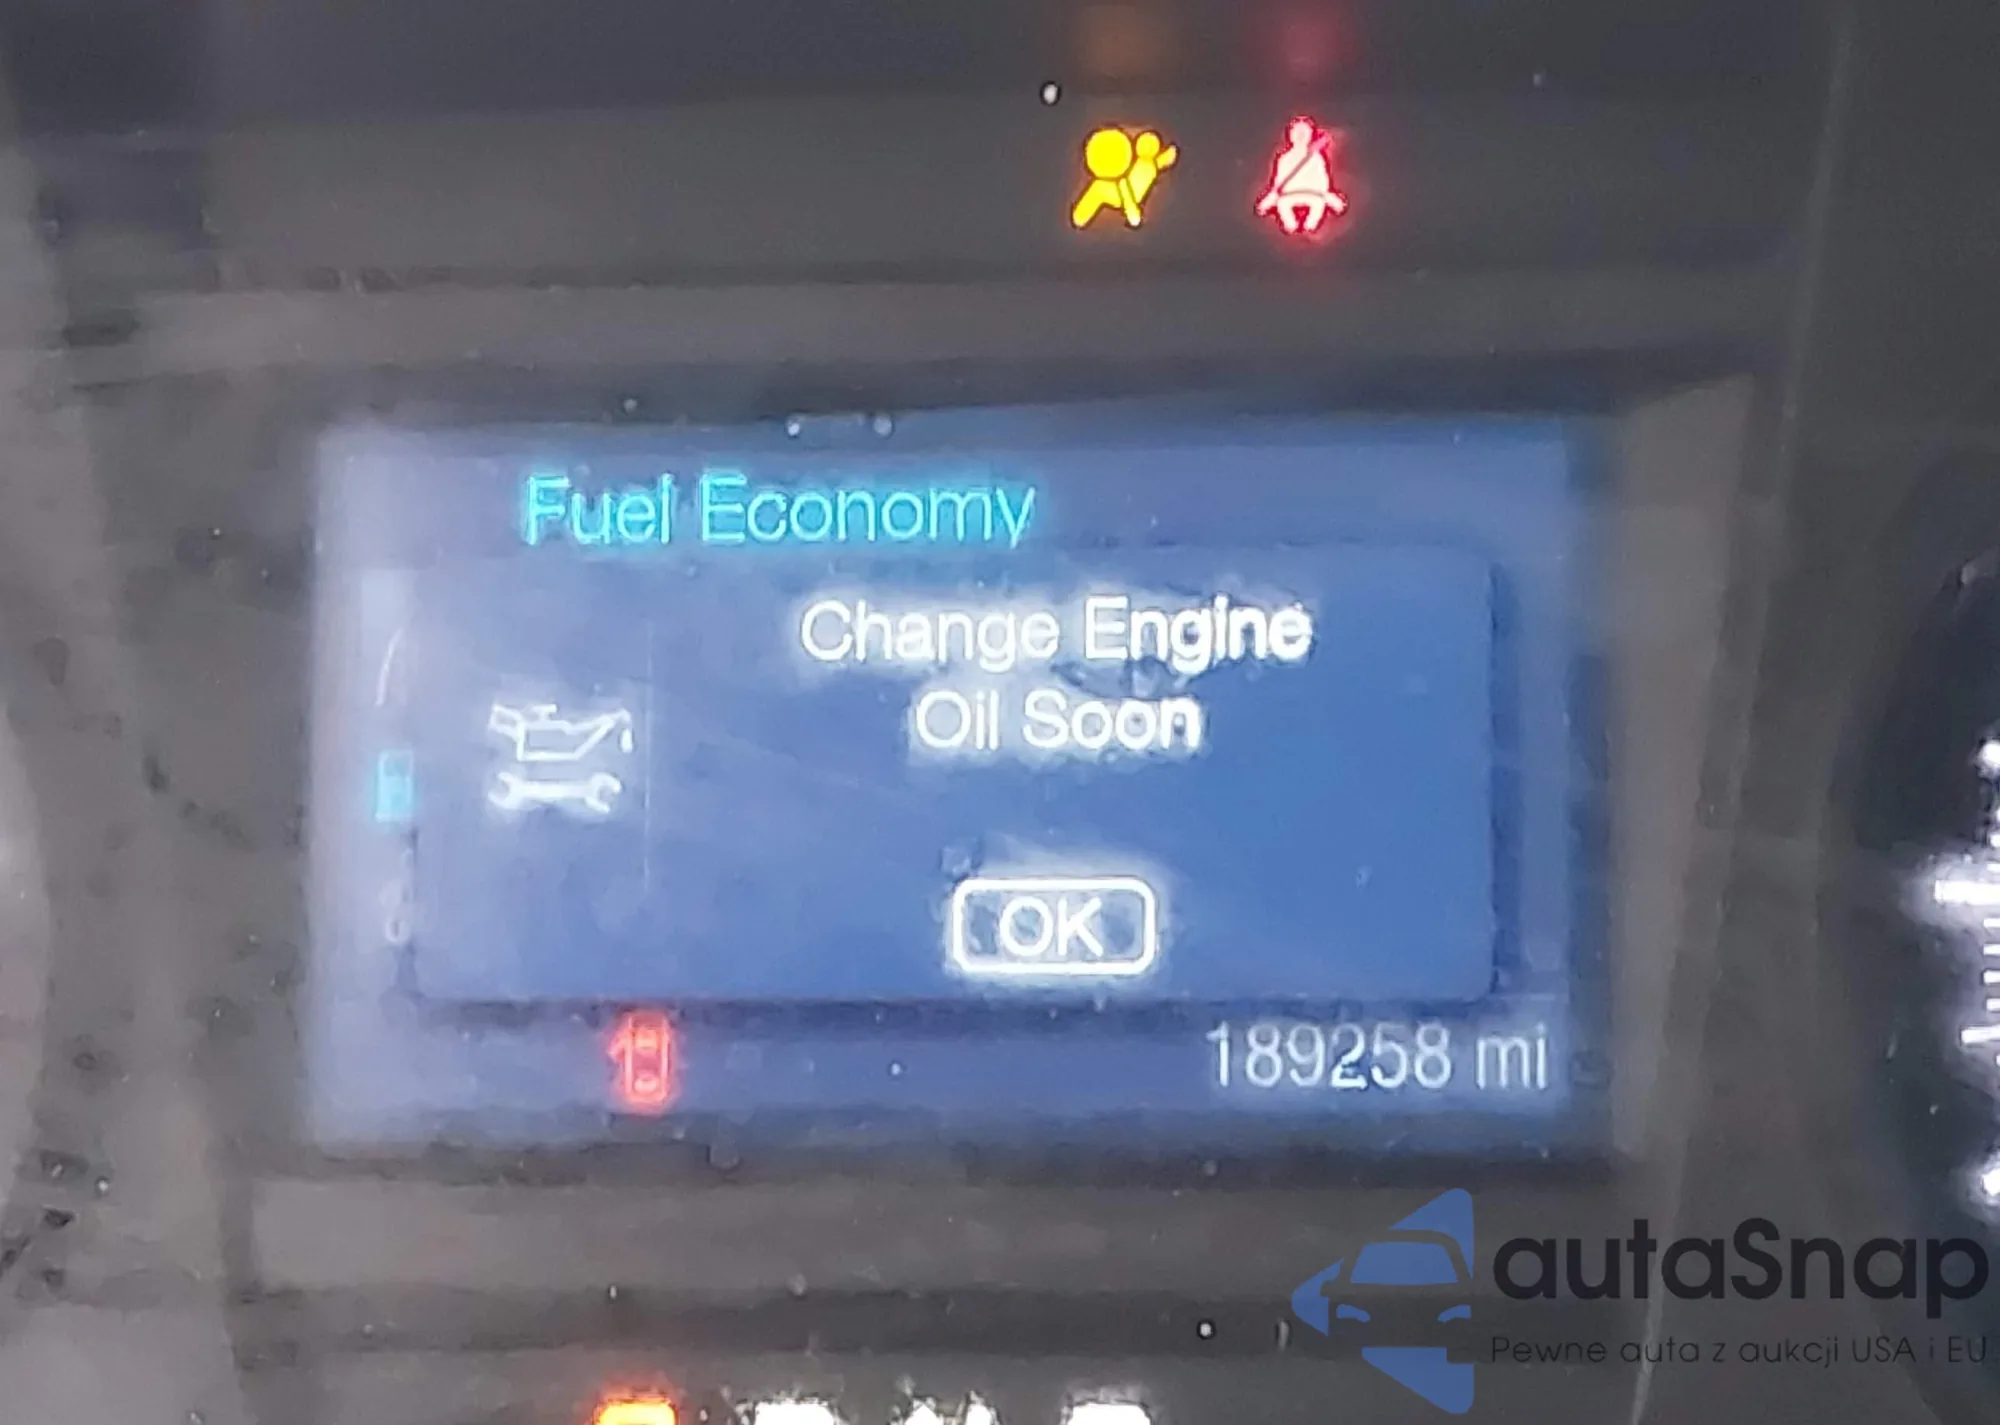 Fuel Economy
Change Engine
Oil Soon
OK
189258 mi
autaSnap
Pewne auta z aukcji USA i EU